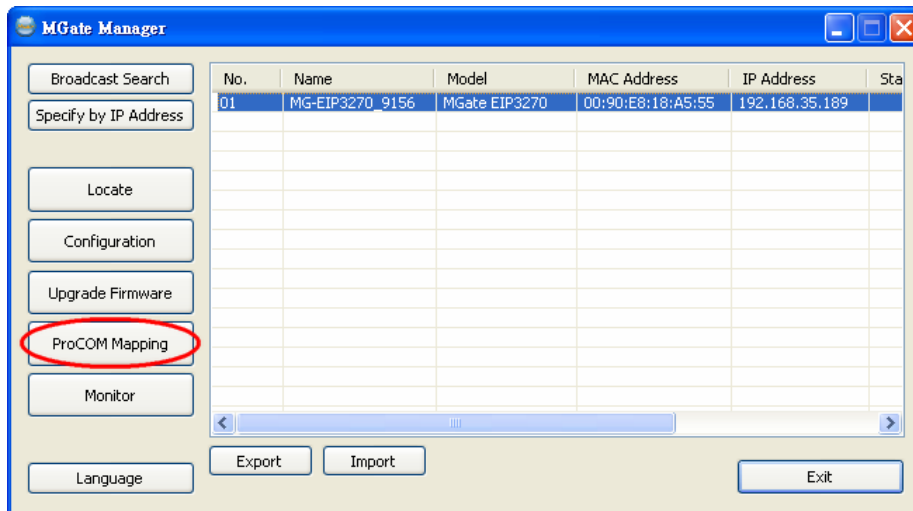 MGate Manager
Broadcast Search
Specify by IP Address
Locate
Configuration
Upgrade Firmware
ProCOM Mapping
Monitor
Language
No. Name Model MAC Address IP Address Sta
01 MG-EIP3270_9156 MGate EIP3270 00:90:E8:18:A5:55 192.168.35.189
Export Import
Exit